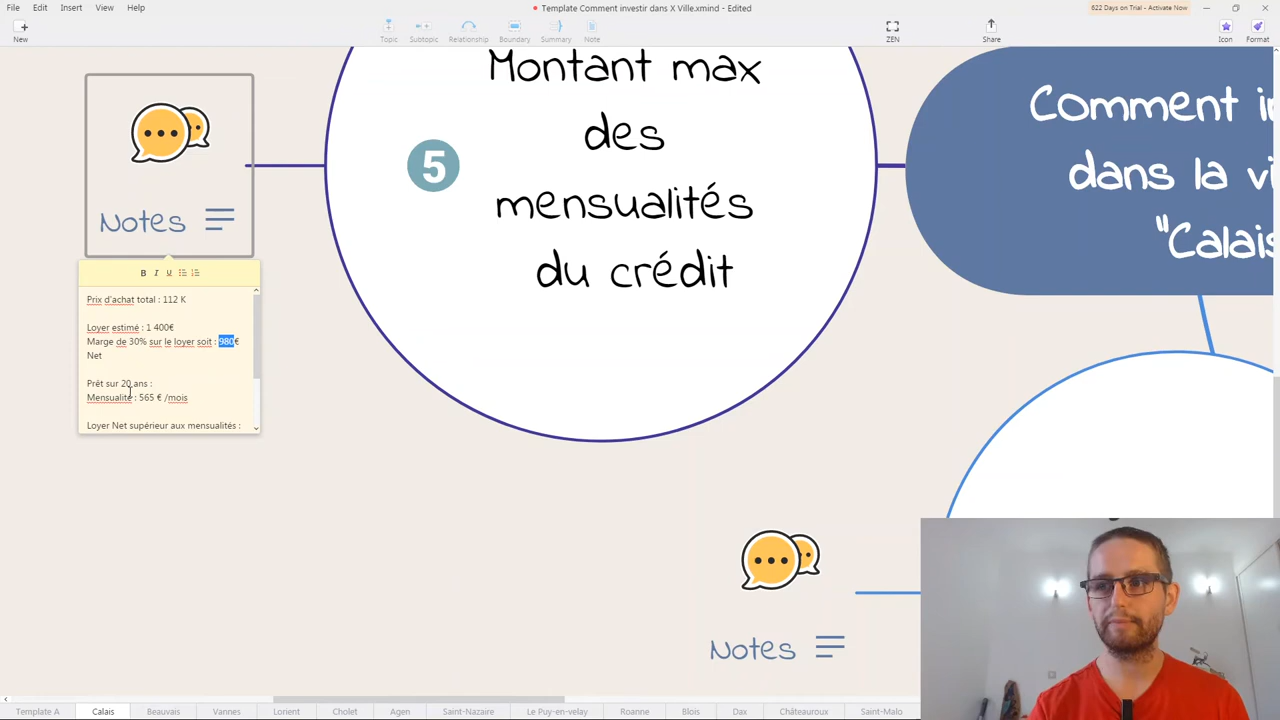 File Edit Insert View Help
Template Comment investir dans X Ville.xmind - Edited
622 Days on Trial - Activate Now
New
Topic Subtopic Relationship Boundary Summary Note
ZEN
Share
Icon Format
Notes
5
Montant max
des
mensualités
du crédit
Comment in
dans la vi
"Calais
B I U
Prix d'achat total : 112 K
Loyer estimé : 1 400€
Marge de 30% sur le loyer soit : 980€
Net
Prêt sur 20 ans :
Mensualité : 565 € /mois
Loyer Net supérieur aux mensualités :
Notes
Template A Calais Beauvais Vannes Lorient Cholet Agen Saint-Nazaire Le Puy-en-velay Roanne Blois Dax Châteauroux Saint-Malo